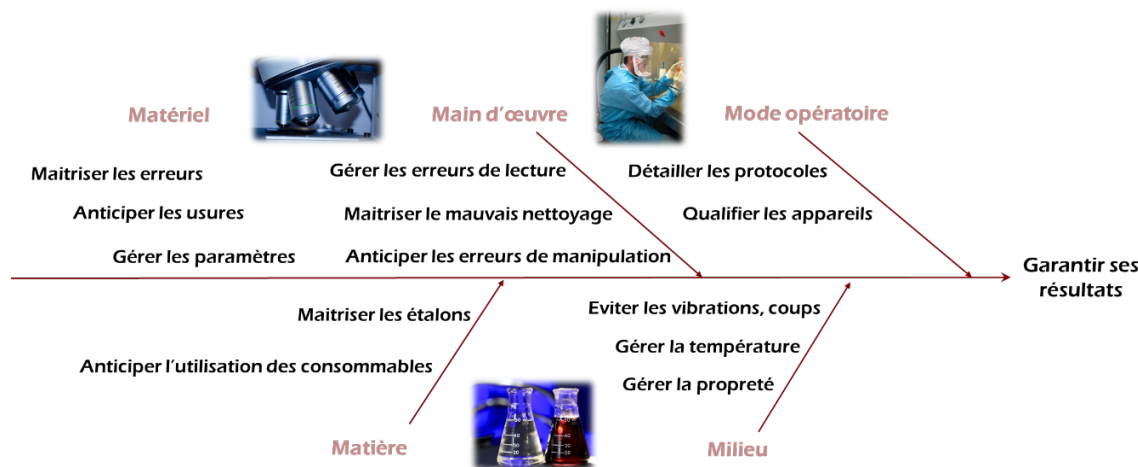 Matériel
Main d'œuvre
Mode opératoire
Maitriser les erreurs
Anticiper les usures
Gérer les paramètres
Gérer les erreurs de lecture
Maitriser le mauvais nettoyage
Anticiper les erreurs de manipulation
Détailler les protocoles
Qualifier les appareils
Garantir ses
résultats
Maitriser les étalons
Anticiper l'utilisation des consommables
Eviter les vibrations, coups
Gérer la température
Gérer la propreté
Matière
Milieu